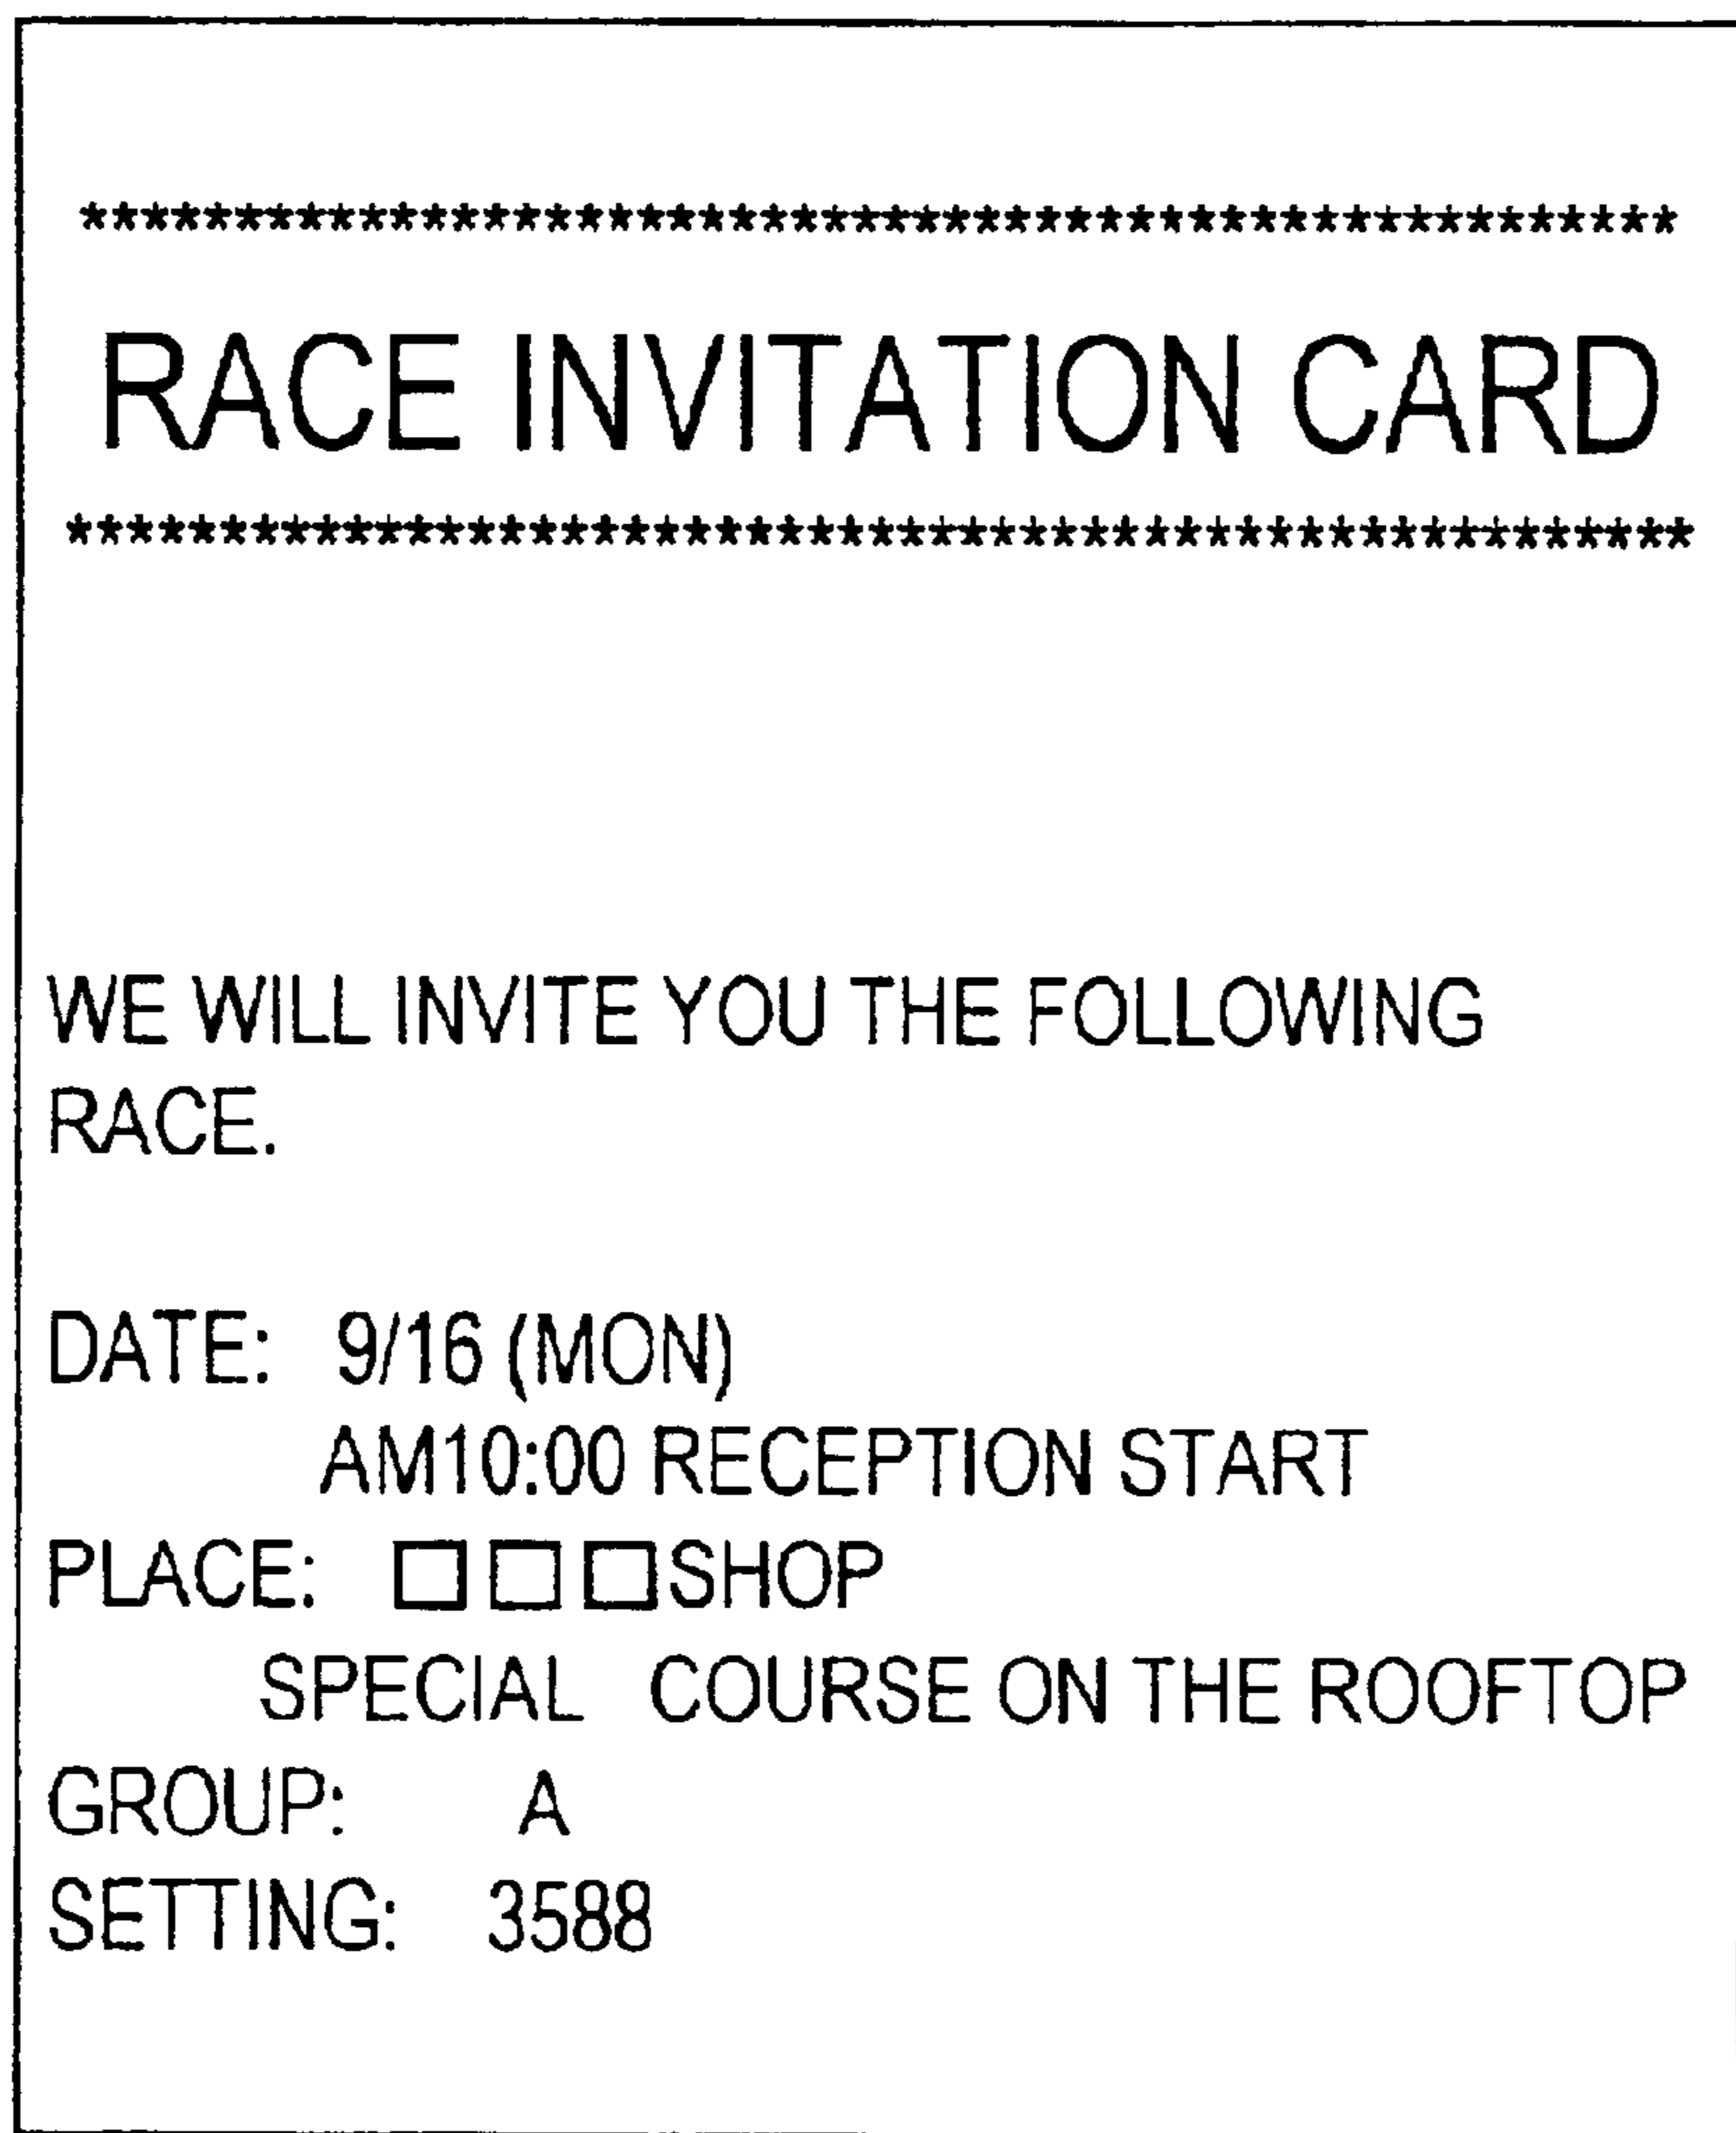 ****************************************************
RACE INVITATION CARD
*****************************************************
WE WILL INVITE YOU THE FOLLOWING
RACE.
DATE: 9/16 (MON)
AM10:00 RECEPTION START
PLACE: □□□SHOP
SPECIAL COURSE ON THE ROOFTOP
GROUP: A
SETTING: 3588